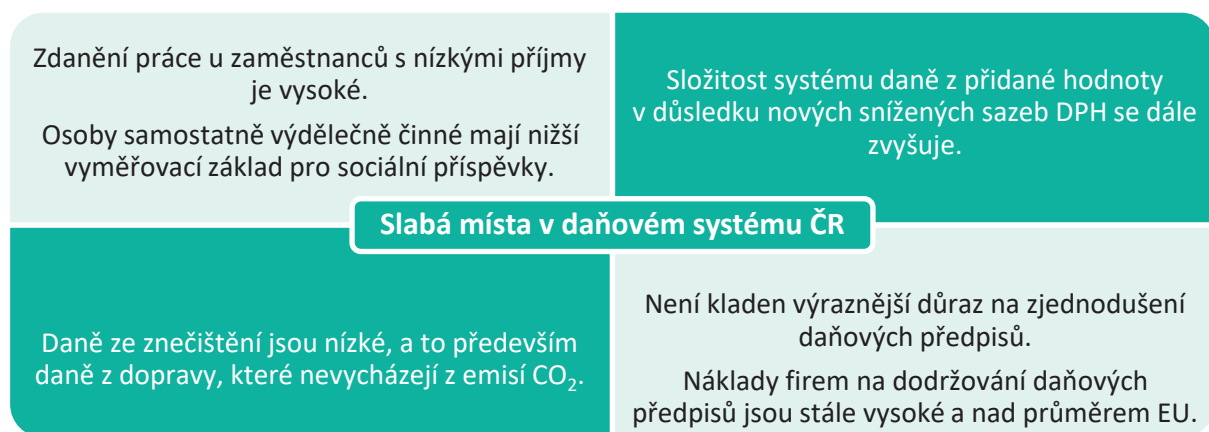 Zdanění práce u zaměstnanců s nízkými příjmy
je vysoké.
Osoby samostatně výdělečně činné mají nižší
vyměřovací základ pro sociální příspěvky.
Složitost systému daně z přidané hodnoty
v důsledku nových snížených sazeb DPH se dále
zvyšuje.
Slabá místa v daňovém systému ČR
Daně ze znečištění jsou nízké, a to především
daně z dopravy, které nevycházejí z emisí CO₂.
Není kladen výraznější důraz na zjednodušení
daňových předpisů.
Náklady firem na dodržování daňových
předpisů jsou stále vysoké a nad průměrem EU.